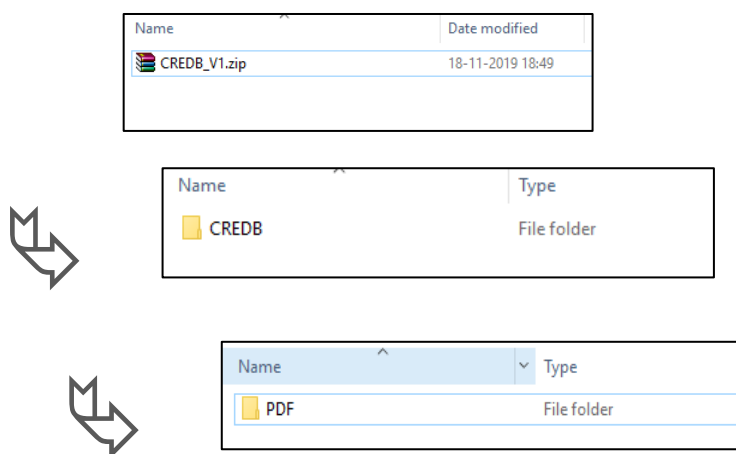 Name Date modified
CREDB_V1.zip 18-11-2019 18:49
Name Type
CREDB File folder
Name Type
PDF File folder